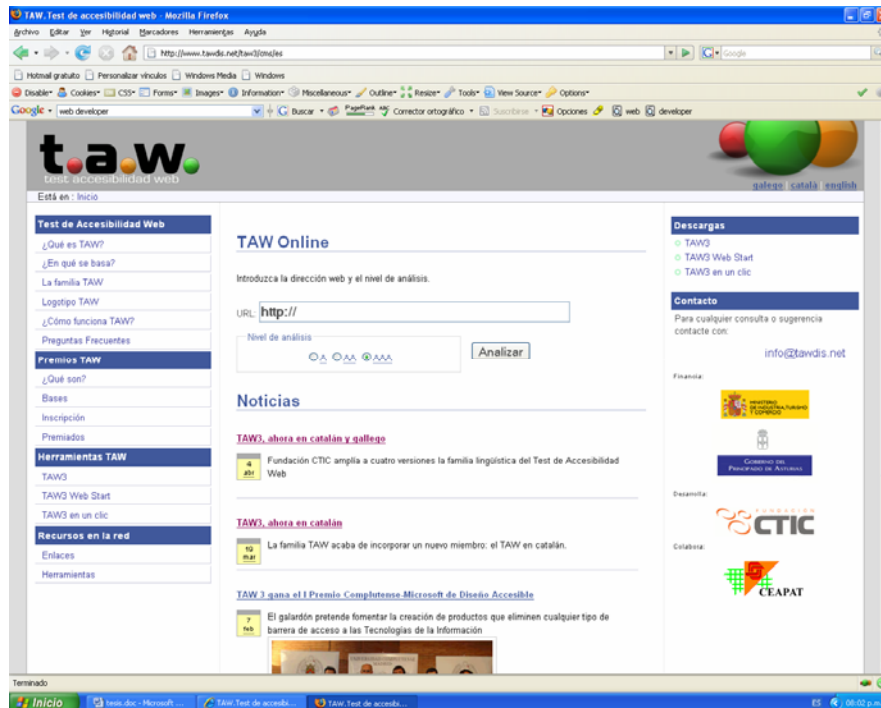 TAW.Test de accesibilidad web - Mozilla Firefox
Archivo Editar Ver Historial Marcadores Herramientas Ayuda
http://www.tawdis.net/taw3/cms/es
Google
Hotmail gratuito Personalizar vínculos Windows Media Windows
Disable Cookies CSS Forms Images Information Miscellaneous Outline Resize Tools View Source Options
Google web developer Buscar PageRank Corrector ortográfico Suscribirse Opciones web developer
t.a.w.
test accesibilidad web
galego català english
Está en : Inicio
Test de Accesibilidad Web
¿Qué es TAW?
¿En qué se basa?
La familia TAW
Logotipo TAW
¿Cómo funciona TAW?
Preguntas Frecuentes
Premios TAW
¿Qué son?
Bases
Inscripción
Premiados
Herramientas TAW
TAW3
TAW3 Web Start
TAW3 en un clic
Recursos en la red
Enlaces
Herramientas
TAW Online
Introduzca la dirección web y el nivel de análisis.
URL: http://
Nivel de análisis
A AA AAA
Analizar
Noticias
TAW3, ahora en catalán y gallego
4 abr
Fundación CTIC amplía a cuatro versiones la familia lingüística del Test de Accesibilidad
Web
TAW3, ahora en catalán
mar
La familia TAW acaba de incorporar un nuevo miembro: el TAW en catalán.
TAW 3 gana el I Premio Complutense-Microsoft de Diseño Accesible
7 feb
El galardón pretende fomentar la creación de productos que eliminen cualquier tipo de
barrera de acceso a las Tecnologías de la Información
Descargas
TAW3
TAW3 Web Start
TAW3 en un clic
Contacto
Para cualquier consulta o sugerencia
contacte con:
info@tawdis.net
Financia:
MINISTERIO
DE INDUSTRIA, TURISMO
Y COMERCIO
GOBIERNO DEL
PRINCIPADO DE ASTURIAS
Desarrolla:
FUNDACIÓN
CTIC
Colabora:
CEAPAT
Terminado
Inicio
tesis.doc - Microsoft ...
TAW.Test de accesibi...
TAW.Test de accesibi...
ES
08:02 p.m.